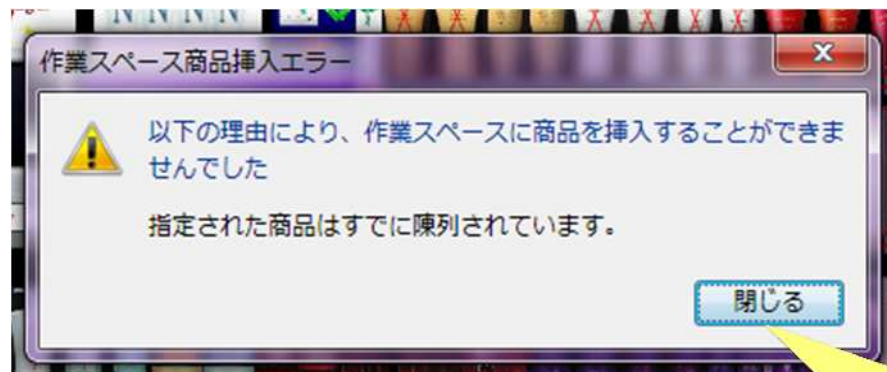 作業スペース商品挿入エラー
以下の理由により、作業スペースに商品を挿入することができま
せんでした
指定された商品はすでに陳列されています。
閉じる